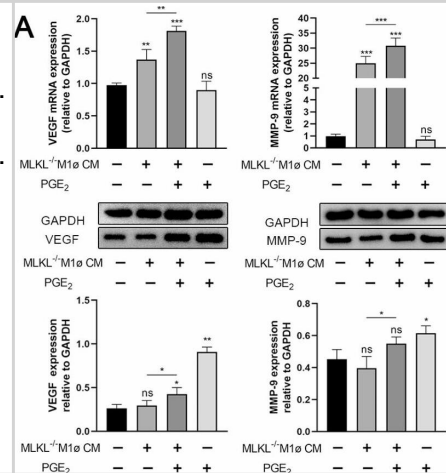 A
VEGF mRNA expression
(relative to GAPDH)
2.0
1.5
1.0
0.5
0.0
**
**
***
ns
MLKL⁻/⁻M1ø CM − + + −
PGE₂ − − + +
MMP-9 mRNA expression
(relative to GAPDH)
40
35
30
25
20
5
4
3
2
1
0
***
***
***
ns
MLKL⁻/⁻M1ø CM − + + −
PGE₂ − − + +
GAPDH
VEGF
MLKL⁻/⁻M1ø CM − + + −
PGE₂ − − + +
GAPDH
MMP-9
MLKL⁻/⁻M1ø CM − + + −
PGE₂ − − + +
VEGF expression
relative to GAPDH
1.5
1.0
0.5
0.0
*
ns
*
**
MLKL⁻/⁻M1ø CM − + + −
PGE₂ − − + +
MMP-9 expression
relative to GAPDH
0.8
0.6
0.4
0.2
0.0
*
ns
ns
*
MLKL⁻/⁻M1ø CM − + + −
PGE₂ − − + +